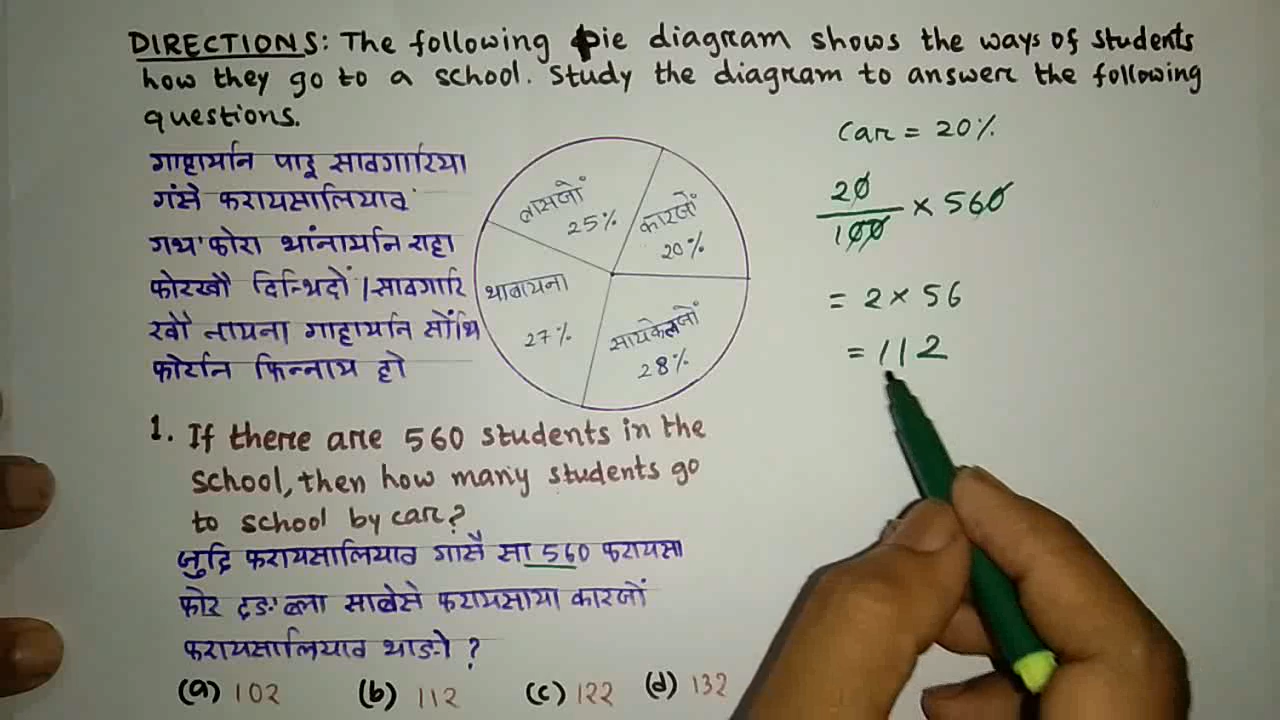 DIRECTIONS: The following pie diagram shows the ways of students
how they go to a school. Study the diagram to answer the following
questions.
गाहायनि पाइ सावगारिया
गंसे फरायसालियाव
गथ'फोरा थांनायनि राहा
फोरखौ दिन्थिदों।सावगारि
खौ नायना गाहायनि सोंथि
फोरनि फिन्नाय हो
बासजों
25%
कारजों
20%
थाबायना
27%
सायकेलजों
28%
Car = 20%
20/100 × 560
= 2 × 56
= 112
1. If there are 560 students in the
school, then how many students go
to school by car?
जुदि फरायसालियाव गासै सा 560 फरायसा
फोर दङ'ब्ला साबेसे फरायसाया कारजों
फरायसालियाव थाङो?
(a) 102 (b) 112 (c) 122 (d) 132